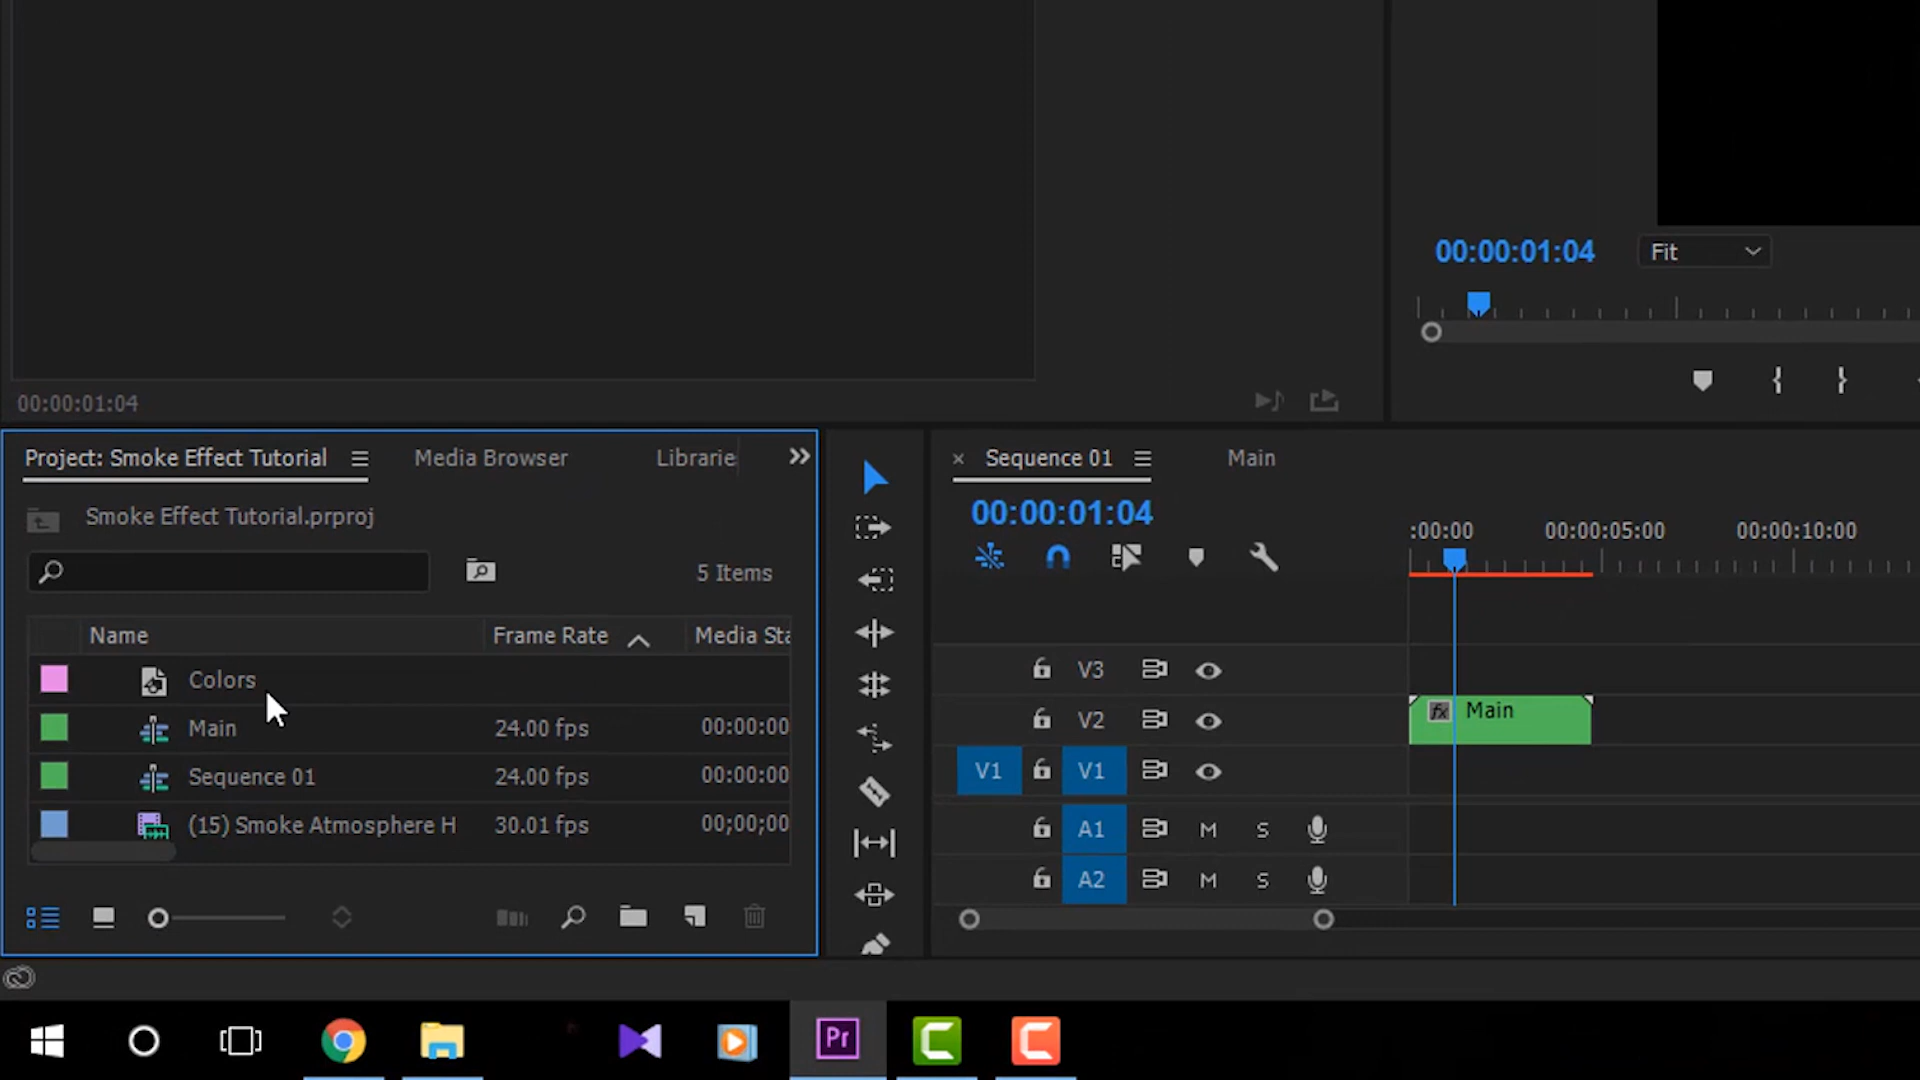 00:00:01:04
Fit
00:00:01:04
Project: Smoke Effect Tutorial
Media Browser
Librarie
Smoke Effect Tutorial.prproj
5 Items
Name
Frame Rate
Media Sta
Colors
Main
24.00 fps
00:00:00
Sequence 01
24.00 fps
00:00:00
(15) Smoke Atmosphere H
30.01 fps
00;00;00
Sequence 01
Main
00:00:01:04
:00:00
00:00:05:00
00:00:10:00
V3
V2
fx Main
V1
V1
A1
M
S
A2
M
S
Pr